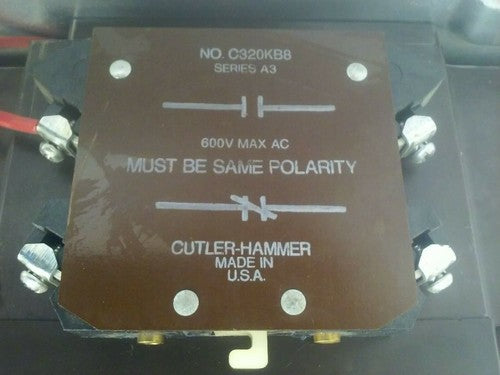 NO. C320KB8
SERIES A3
600V MAX AC
MUST BE SAME POLARITY
CUTLER-HAMMER
MADE IN
U.S.A.